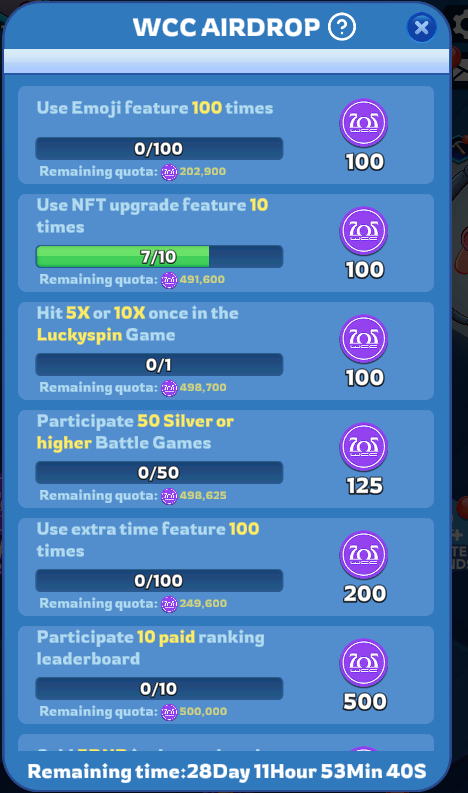 WCC AIRDROP ?
Use Emoji feature 100 times
0/100
100
Remaining quota: 202,900
Use NFT upgrade feature 10
times
7/10
100
Remaining quota: 491,600
Hit 5X or 10X once in the
Luckyspin Game
0/1
100
Remaining quota: 498,700
Participate 50 Silver or
higher Battle Games
0/50
125
Remaining quota: 498,625
Use extra time feature 100
times
0/100
200
Remaining quota: 249,600
Participate 10 paid ranking
leaderboard
0/10
500
Remaining quota: 500,000
Remaining time:28Day 11Hour 53Min 40S